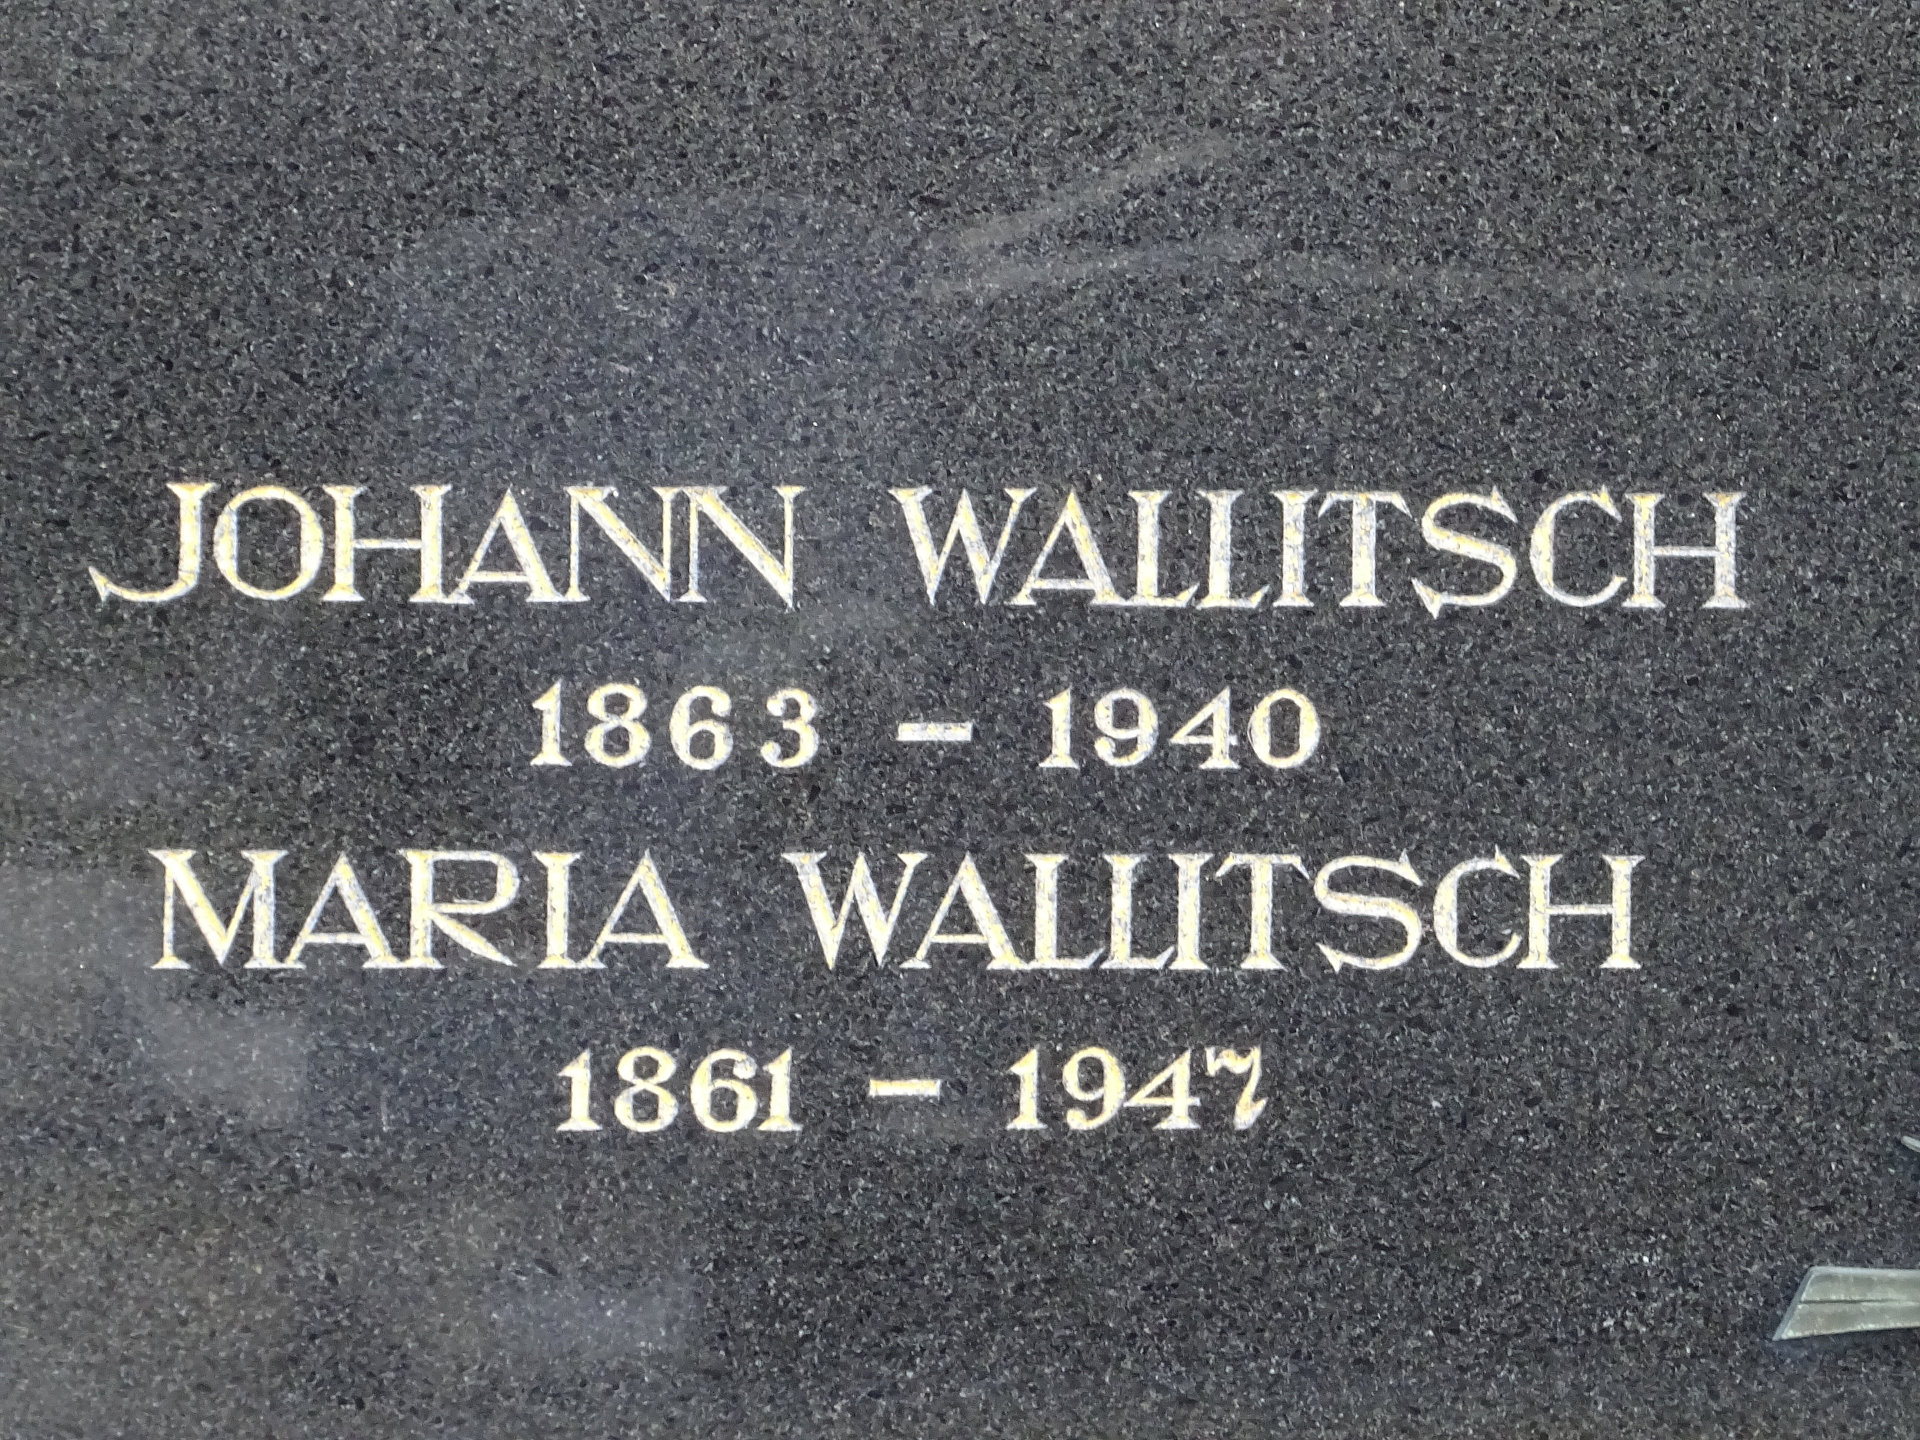 JOHANN WALLITSCH
1863 – 1940
MARIA WALLITSCH
1861 – 1947